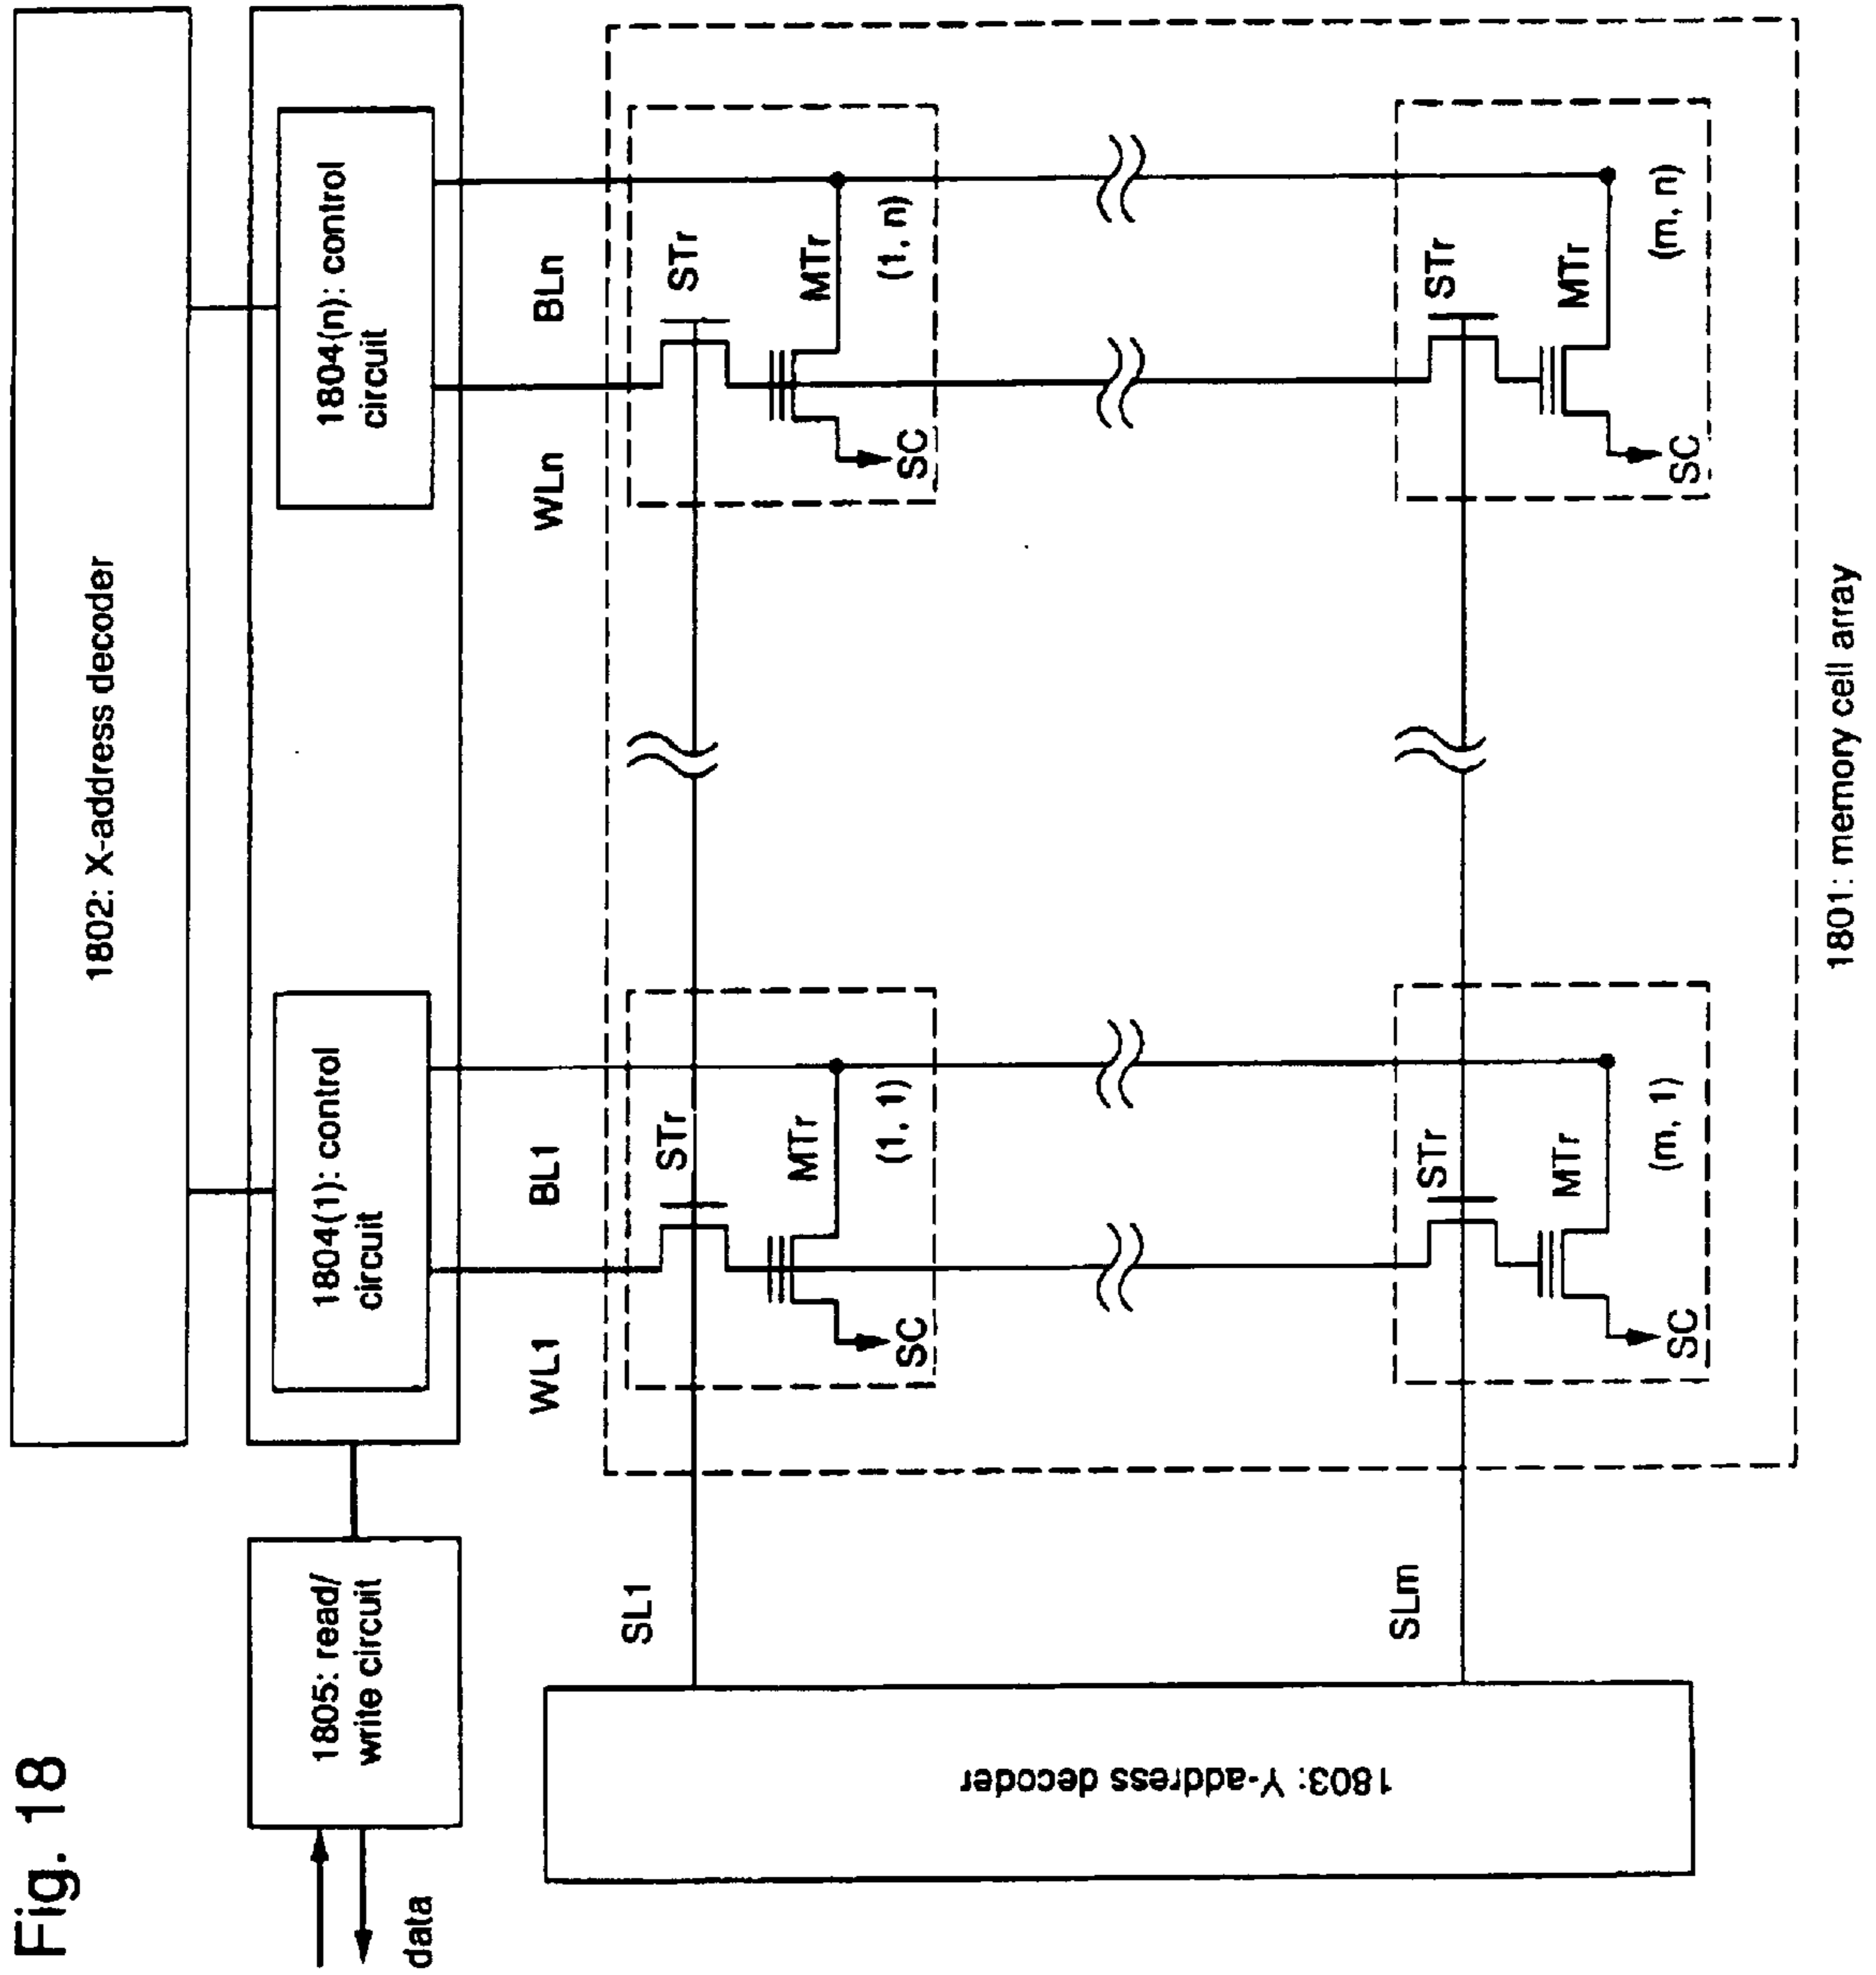 Fig. 18
1802: X-address decoder
1805: read/
write circuit
data
1804(1): control
circuit
1804(n): control
circuit
WL1
BL1
WLn
BLn
SL1
STr
MTr
SC
(1, 1)
STr
MTr
SC
(1, n)
1803: Y-address decoder
SLm
STr
MTr
SC
(m, 1)
STr
MTr
SC
(m, n)
1801: memory cell array